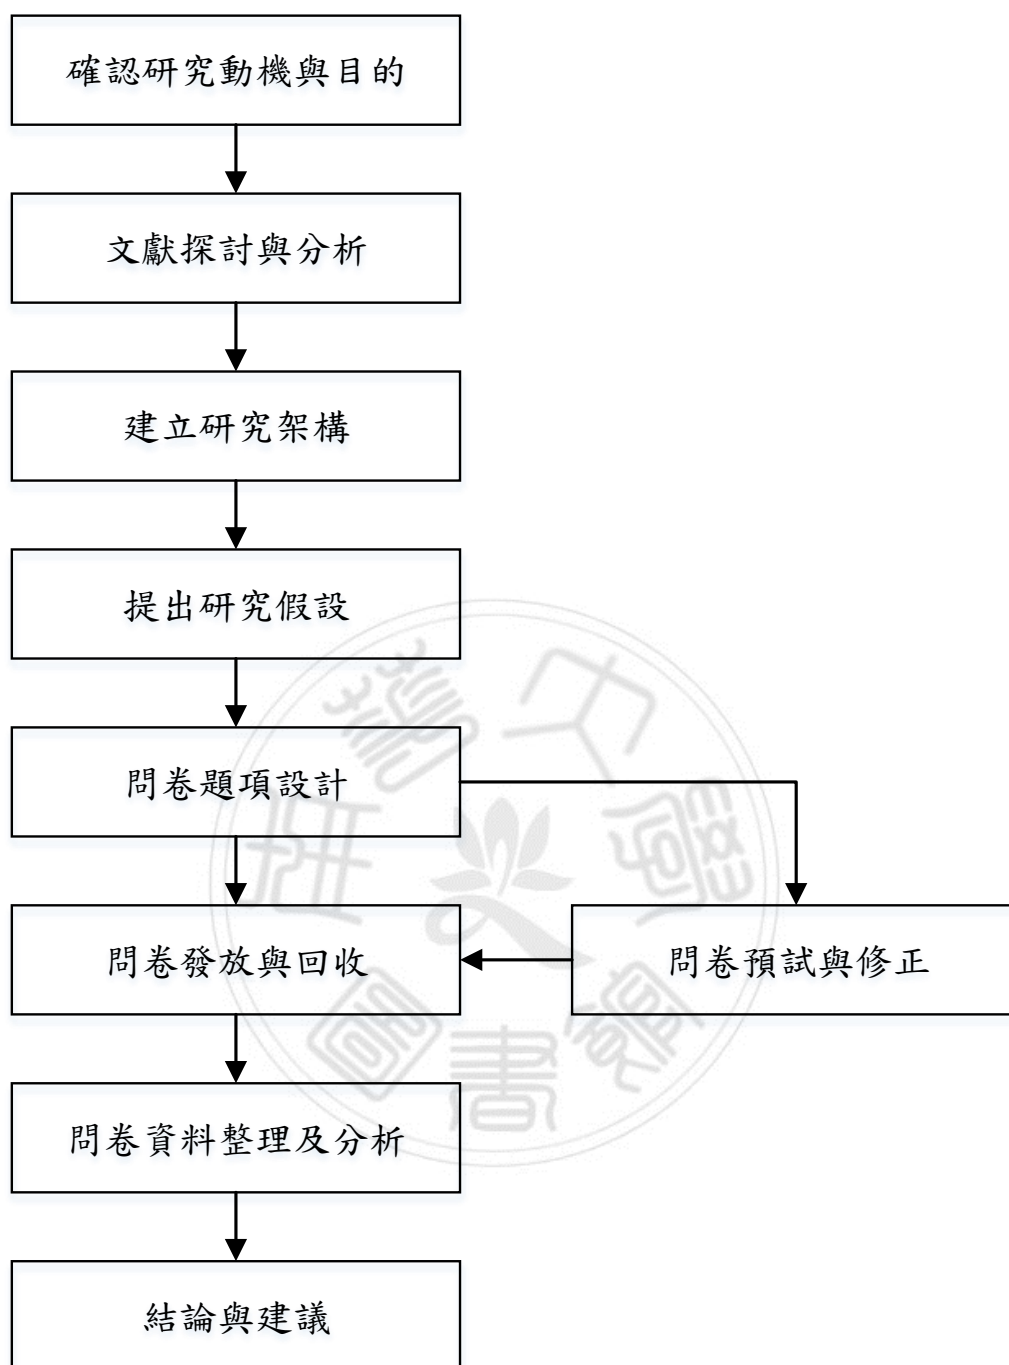 確認研究動機與目的
文獻探討與分析
建立研究架構
提出研究假設
問卷題項設計
問卷發放與回收
問卷預試與修正
問卷資料整理及分析
結論與建議